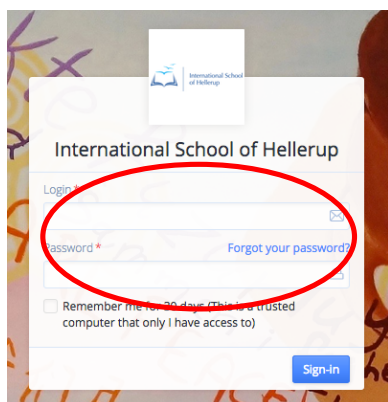 International School
of Hellerup
International School of Hellerup
Login *
Password * Forgot your password?
Remember me for 30 days (This is a trusted
computer that only I have access to)
Sign-in